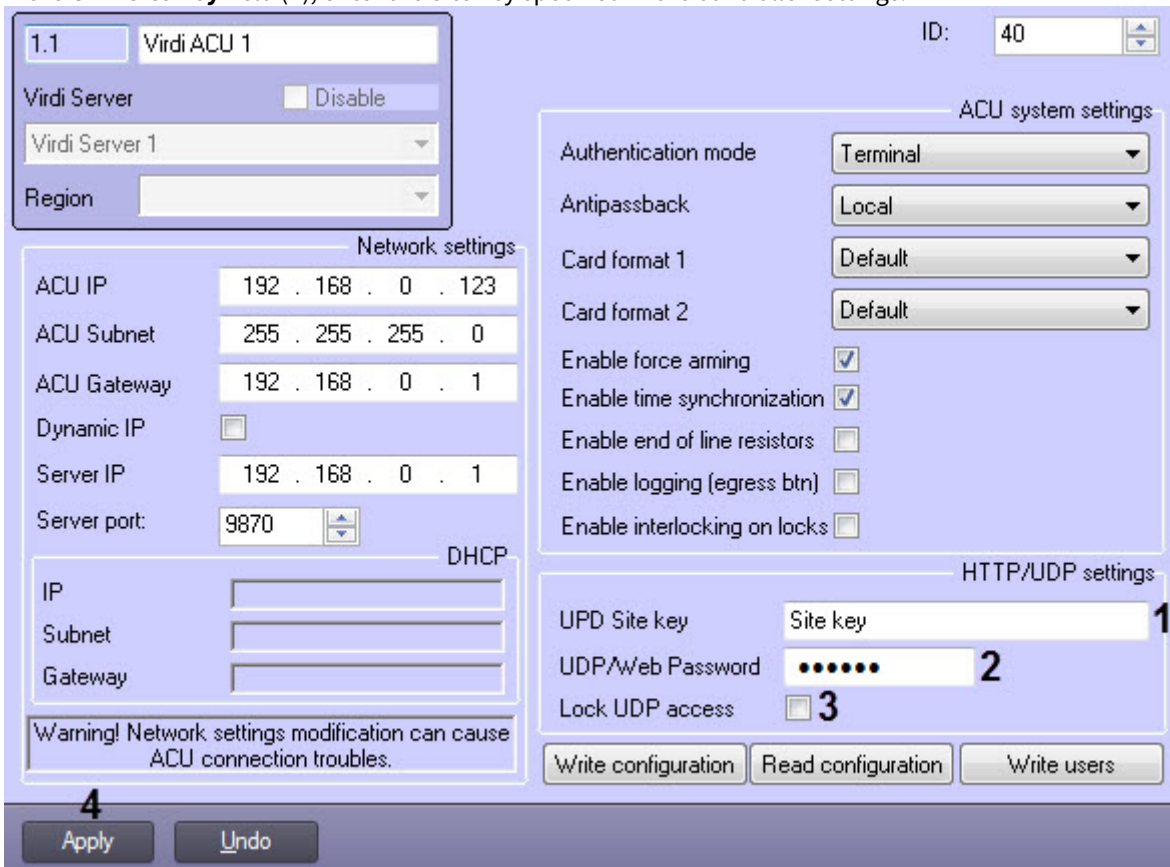 1.1 Virdi ACU 1
ID: 40
Virdi Server Disable
Virdi Server 1
Region
Network settings
ACU IP 192 . 168 . 0 . 123
ACU Subnet 255 . 255 . 255 . 0
ACU Gateway 192 . 168 . 0 . 1
Dynamic IP
Server IP 192 . 168 . 0 . 1
Server port: 9870
DHCP
IP
Subnet
Gateway
Warning! Network settings modification can cause
ACU connection troubles.
ACU system settings
Authentication mode Terminal
Antipassback Local
Card format 1 Default
Card format 2 Default
Enable force arming
Enable time synchronization
Enable end of line resistors
Enable logging (egress btn)
Enable interlocking on locks
HTTP/UDP settings
UPD Site key Site key 1
UDP/Web Password •••••• 2
Lock UDP access 3
Write configuration Read configuration Write users
4
Apply Undo